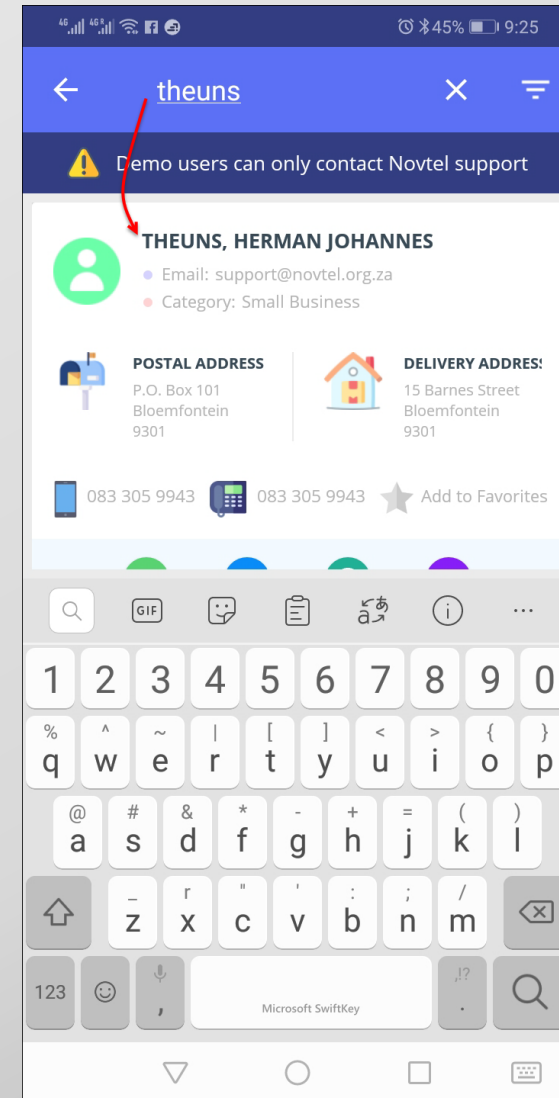 46 46R 45% 9:25
theuns
Demo users can only contact Novtel support
THEUNS, HERMAN JOHANNES
Email: support@novtel.org.za
Category: Small Business
POSTAL ADDRESS
P.O. Box 101
Bloemfontein
9301
DELIVERY ADDRES
15 Barnes Street
Bloemfontein
9301
083 305 9943 083 305 9943 Add to Favorites
GIF あ ...
1 2 3 4 5 6 7 8 9 0
% ^ ~ | [ ] < > { }
q w e r t y u i o p
@ # & * - + = ( )
a s d f g h j k l
_ r " ' : ; /
z x c v b n m
123 , Microsoft SwiftKey ,!? .